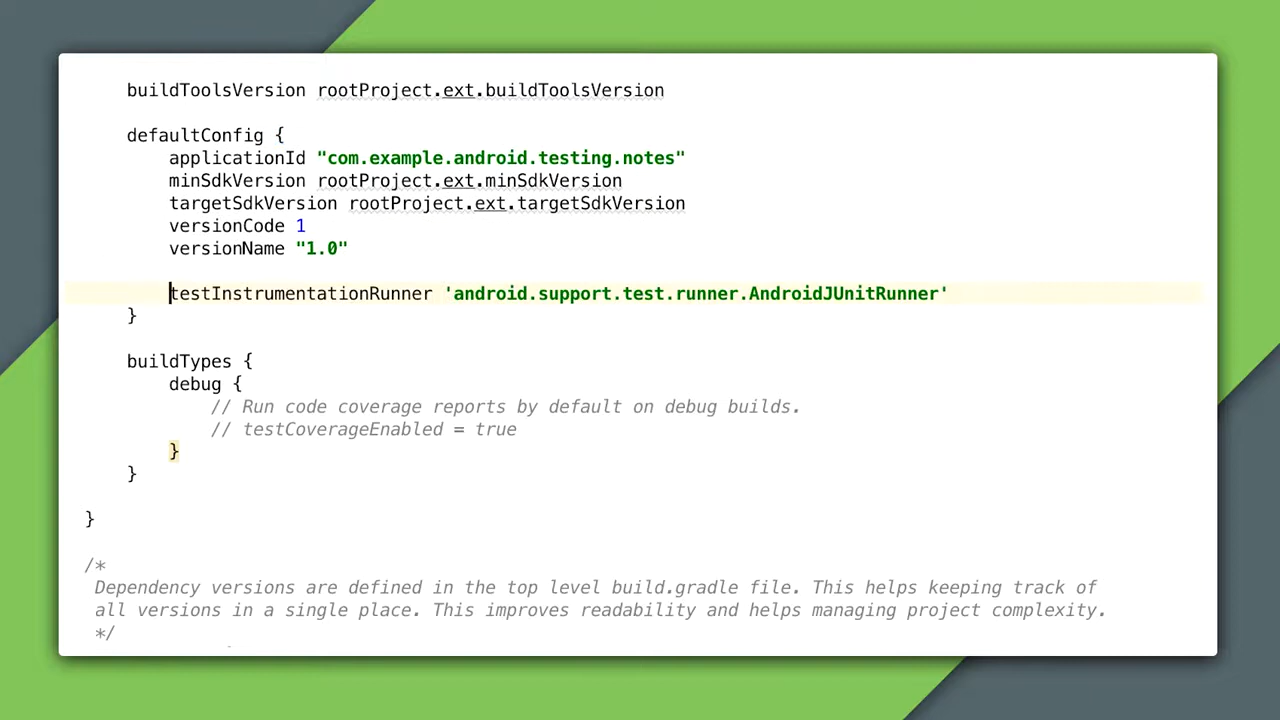 buildToolsVersion rootProject.ext.buildToolsVersion
defaultConfig {
applicationId "com.example.android.testing.notes"
minSdkVersion rootProject.ext.minSdkVersion
targetSdkVersion rootProject.ext.targetSdkVersion
versionCode 1
versionName "1.0"
testInstrumentationRunner 'android.support.test.runner.AndroidJUnitRunner'
}
buildTypes {
debug {
// Run code coverage reports by default on debug builds.
// testCoverageEnabled = true
}
}
}
/*
Dependency versions are defined in the top level build.gradle file. This helps keeping track of
all versions in a single place. This improves readability and helps managing project complexity.
*/